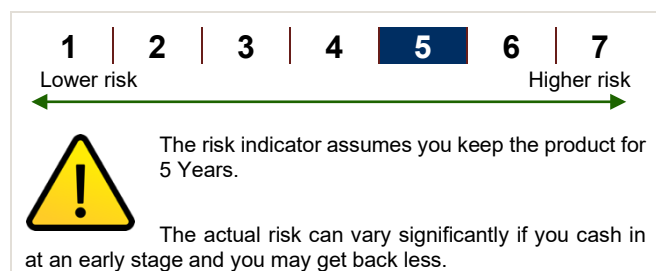 1 2 3 4 5 6 7
Lower risk Higher risk
The risk indicator assumes you keep the product for
5 Years.
The actual risk can vary significantly if you cash in
at an early stage and you may get back less.